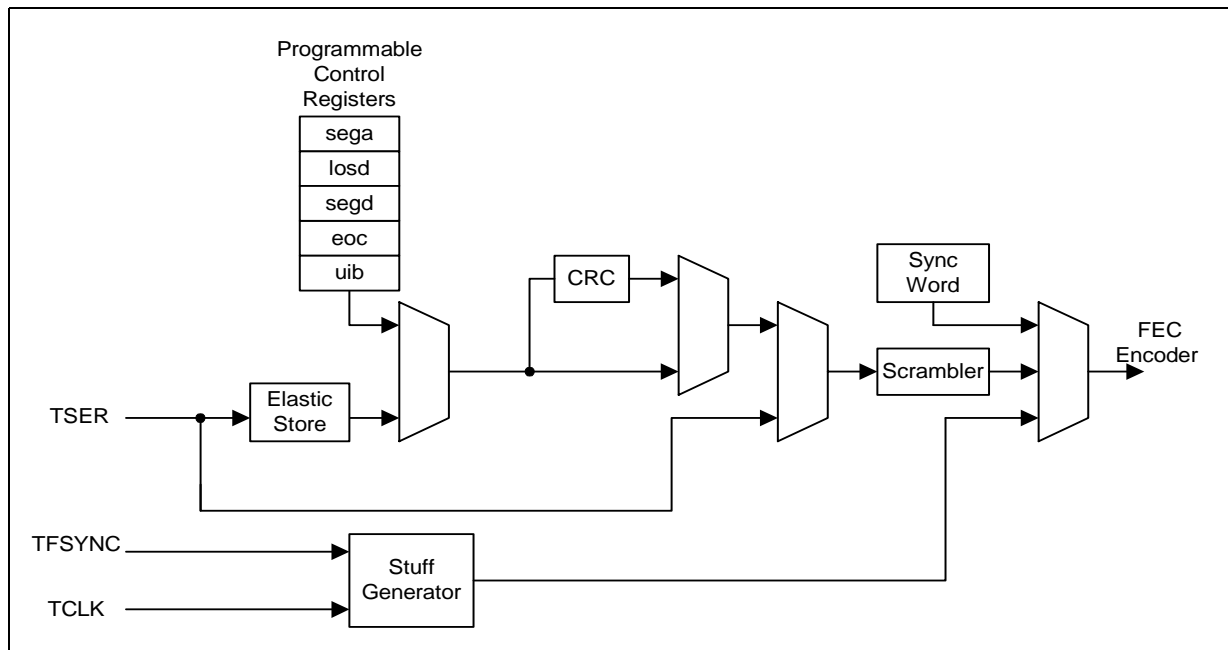 Programmable
Control
Registers
sega
losd
segd
eoc
uib
CRC
Sync
Word
FEC
Encoder
Scrambler
Elastic
Store
TSER
TFSYNC
Stuff
Generator
TCLK